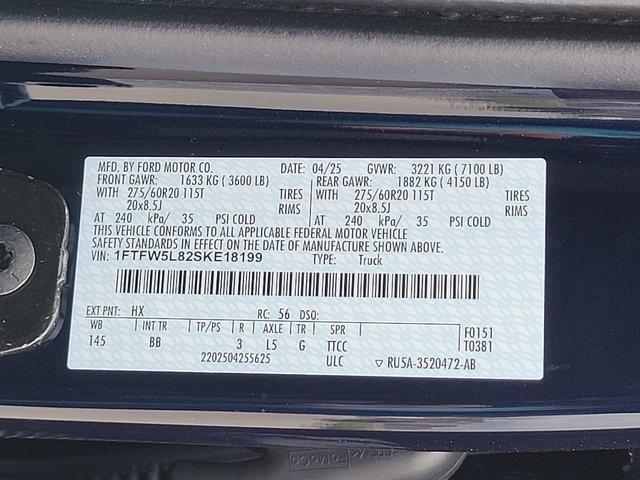 MFD. BY FORD MOTOR CO. DATE: 04/25 GVWR: 3221 KG ( 7100 LB)
FRONT GAWR: 1633 KG ( 3600 LB) REAR GAWR: 1882 KG ( 4150 LB)
WITH 275/60R20 115T TIRES WITH 275/60R20 115T TIRES
20x8.5J RIMS 20x8.5J RIMS
AT 240 kPa/ 35 PSI COLD AT 240 kPa/ 35 PSI COLD
THIS VEHICLE CONFORMS TO ALL APPLICABLE FEDERAL MOTOR VEHICLE
SAFETY STANDARDS IN EFFECT ON THE DATE OF MANUFACTURE SHOWN ABOVE.
VIN: 1FTFW5L82SKE18199 TYPE: Truck
EXT PNT: HX RC: 56 DSO:
WB INT TR TP/PS R AXLE TR SPR F0151
145 BB 3 L5 G TTCC T0381
2202504255625 ULC ▽ RU5A-3520472-AB
FoMoCo